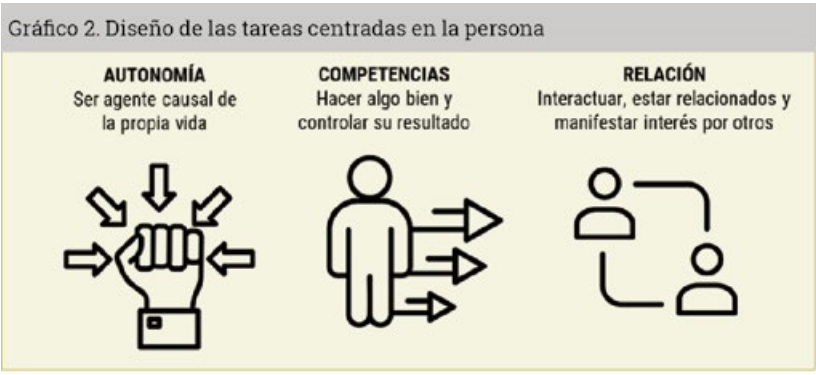 Gráfico 2. Diseño de las tareas centradas en la persona
AUTONOMÍA
Ser agente causal de
la propia vida
COMPETENCIAS
Hacer algo bien y
controlar su resultado
RELACIÓN
Interactuar, estar relacionados y
manifestar interés por otros